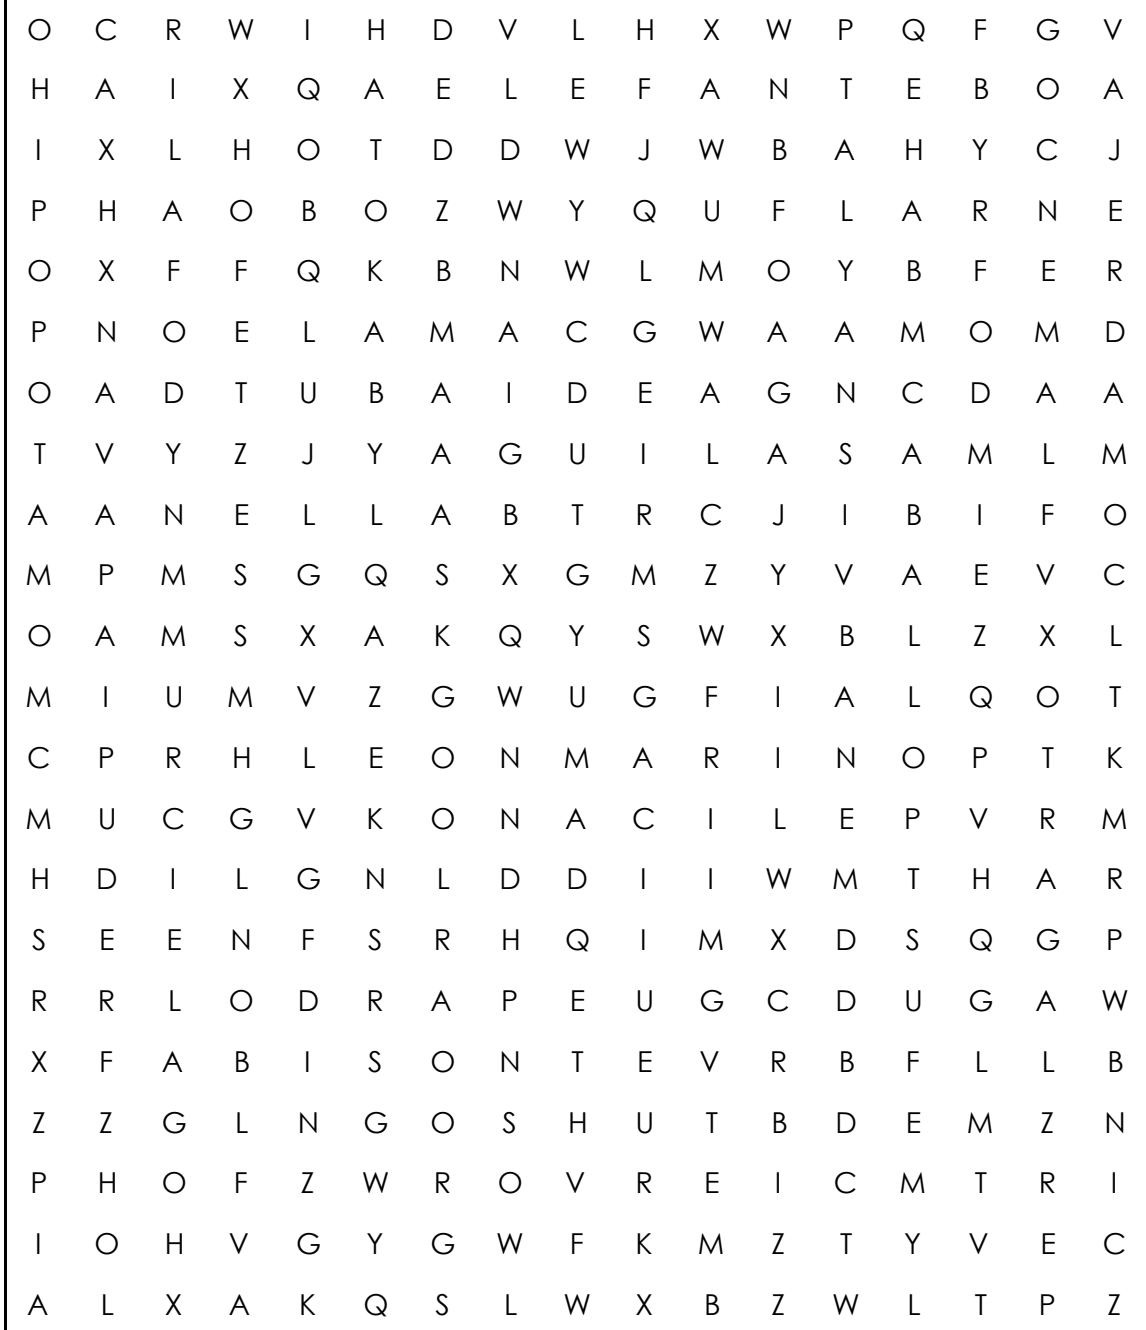 O C R W I H D V L H X W P Q F G V
H A I X Q A E L E F A N T E B O A
I X L H O T D D W J W B A H Y C J
P H A O B O Z W Y Q U F L A R N E
O X F F Q K B N W L M O Y B F E R
P N O E L A M A C G W A A M O M D
O A D T U B A I D E A G N C D A A
T V Y Z J Y A G U I L A S A M L M
A A N E L L A B T R C J I B I F O
M P M S G Q S X G M Z Y V A E V C
O A M S X A K Q Y S W X B L Z X L
M I U M V Z G W U G F I A L Q O T
C P R H L E O N M A R I N O P T K
M U C G V K O N A C I L E P V R M
H D I L G N L D D I I W M T H A R
S E E N F S R H Q I M X D S Q G P
R R L O D R A P E U G C D U G A W
X F A B I S O N T E V R B F L L B
Z Z G L N G O S H U T B D E M Z N
P H O F Z W R O V R E I C M T R I
I O H V G Y G W F K M Z T Y V E C
A L X A K Q S L W X B Z W L T P Z